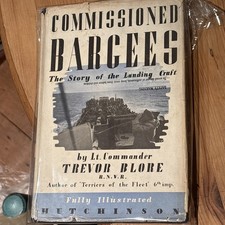 COMMISSIONED
BARGEES
The Story of the Landing Craft
by Lt. Commander
TREVOR BLORE
R.N.V.R.
Author of 'Terriers of the Fleet' 6th imp.
Fully Illustrated
HUTCHINSON